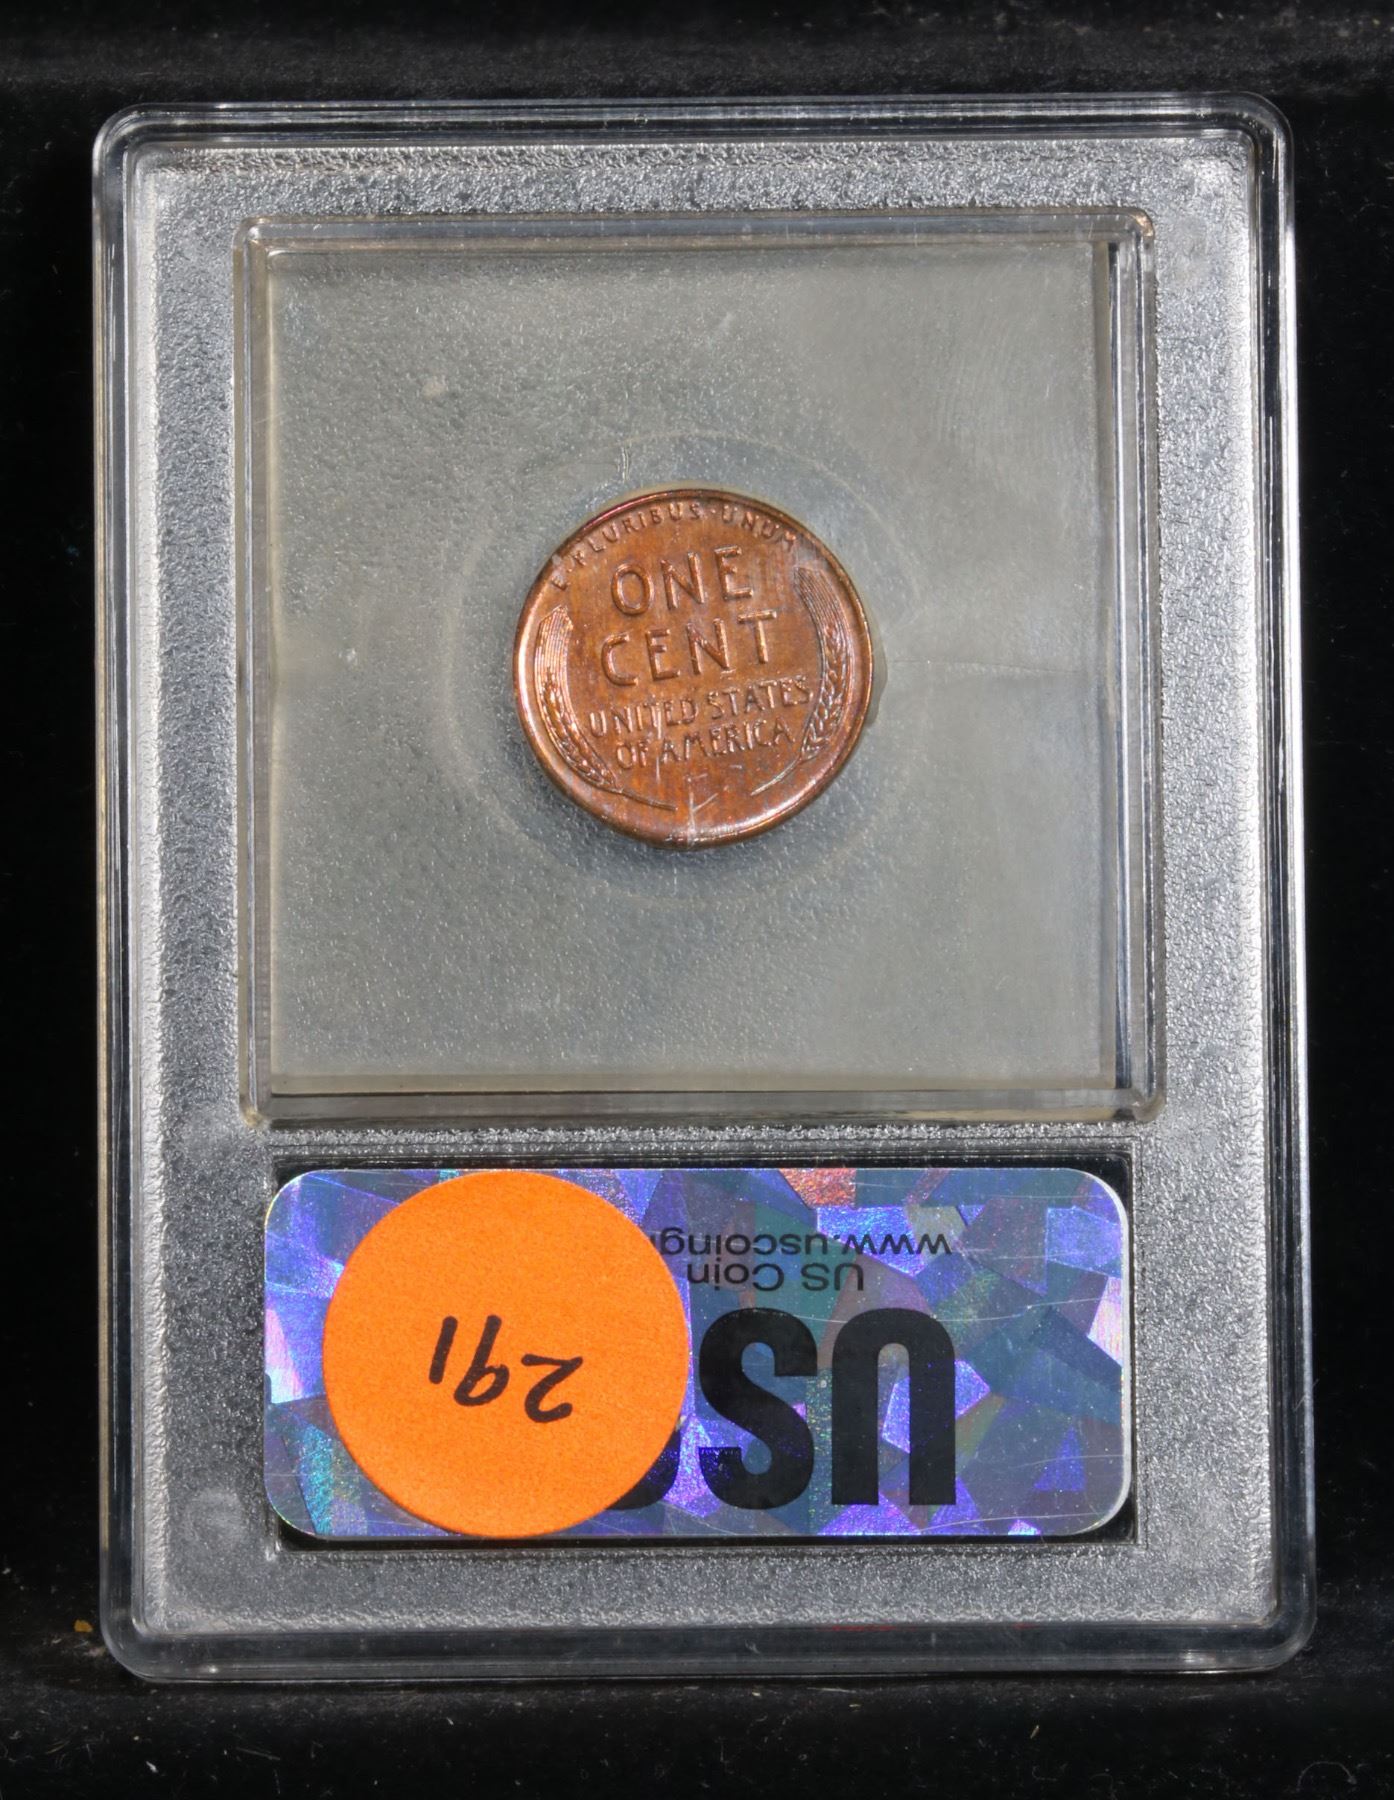 E·PLURIBUS·UNUM
ONE
CENT
UNITED STATES
OF AMERICA
US
US Coin
www.uscoing
291